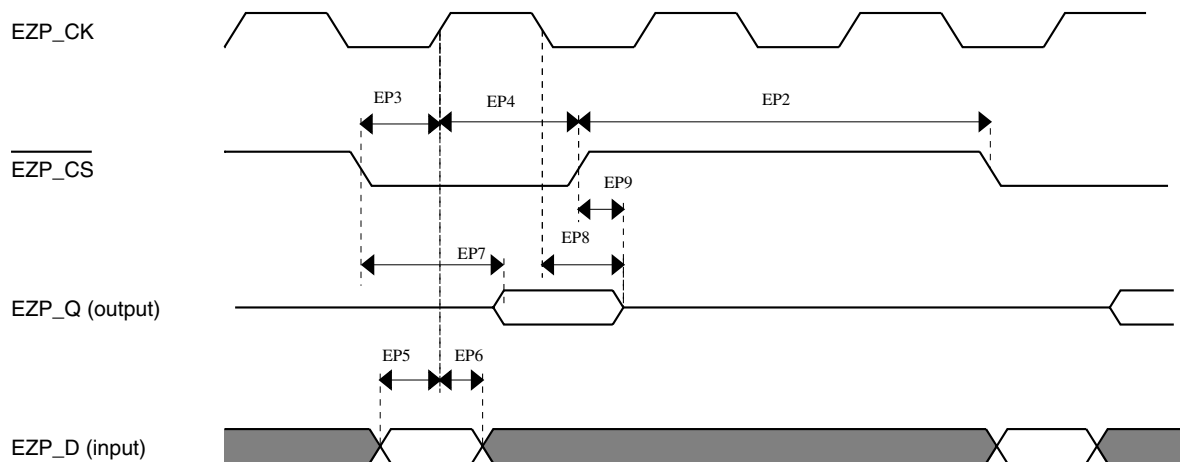 EZP_CK
EP3
EP4
EP2
EZP_CS
EP9
EP8
EP7
EZP_Q (output)
EP5
EP6
EZP_D (input)